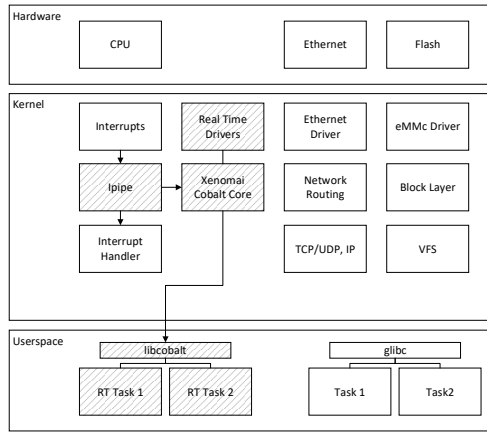 Hardware
CPU
Ethernet
Flash
Kernel
Interrupts
Real Time
Drivers
Ethernet
Driver
eMMc Driver
Ipipe
Xenomai
Cobalt Core
Network
Routing
Block Layer
Interrupt
Handler
TCP/UDP, IP
VFS
Userspace
libcobalt
glibc
RT Task 1
RT Task 2
Task 1
Task2